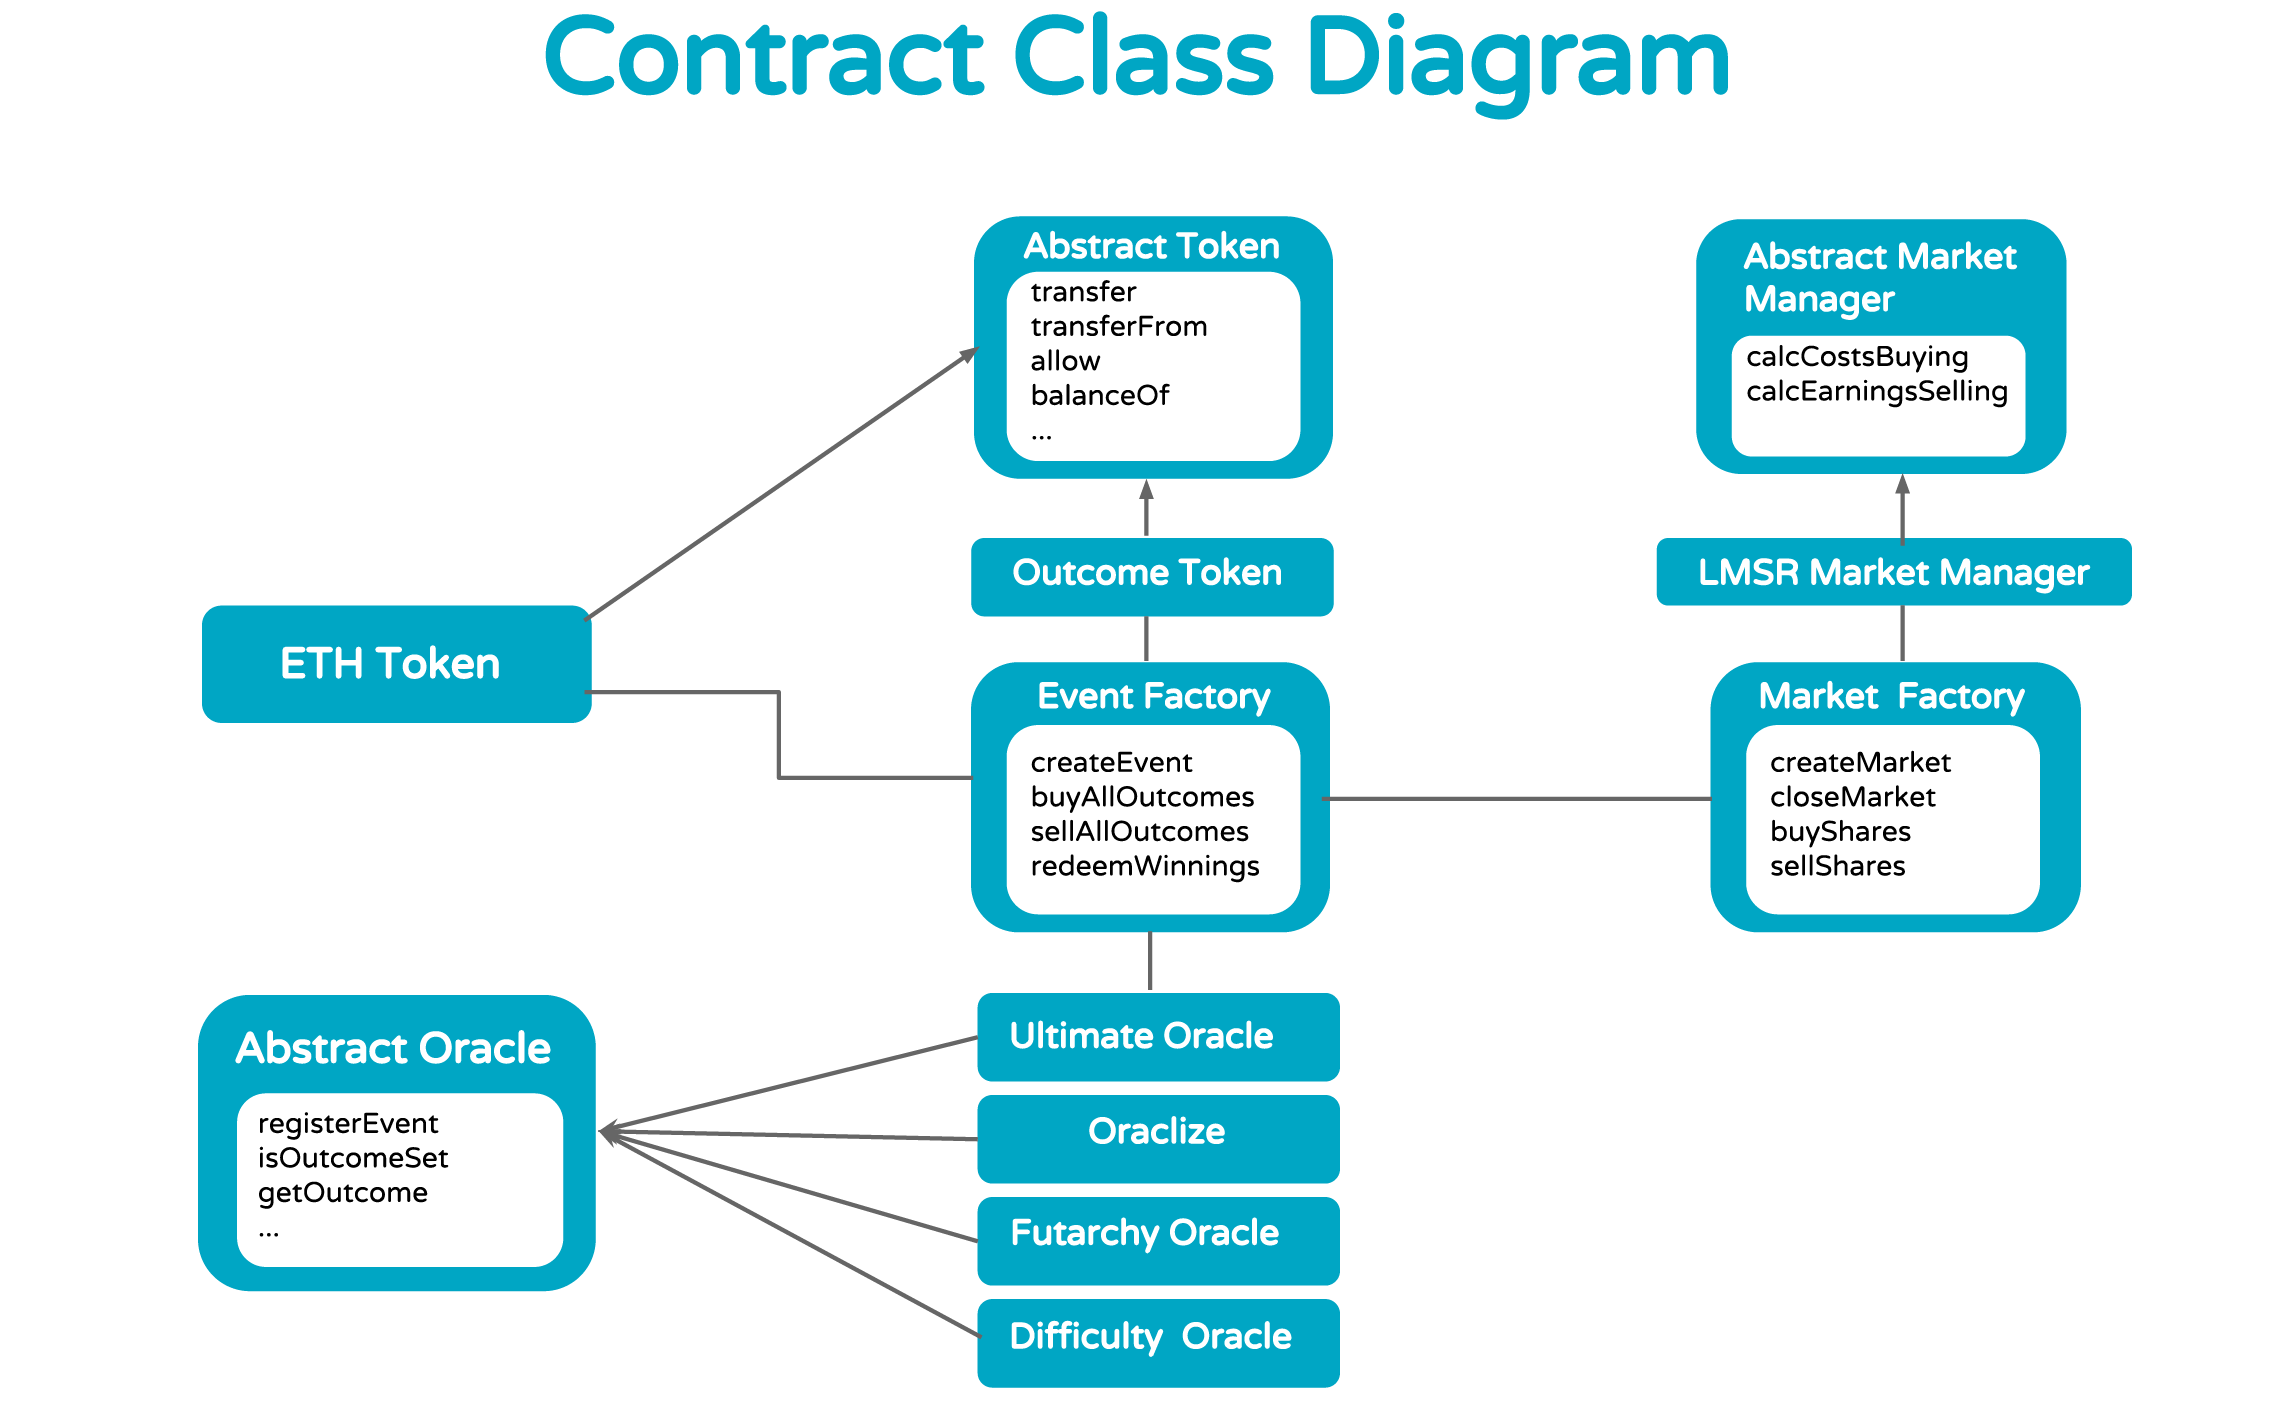 Contract Class Diagram
Abstract Token
transfer
transferFrom
allow
balanceOf
...
Abstract Market
Manager
calcCostsBuying
calcEarningsSelling
Outcome Token
LMSR Market Manager
ETH Token
Event Factory
createEvent
buyAllOutcomes
sellAllOutcomes
redeemWinnings
Market  Factory
createMarket
closeMarket
buyShares
sellShares
Abstract Oracle
registerEvent
isOutcomeSet
getOutcome
...
Ultimate Oracle
Oraclize
Futarchy Oracle
Difficulty  Oracle